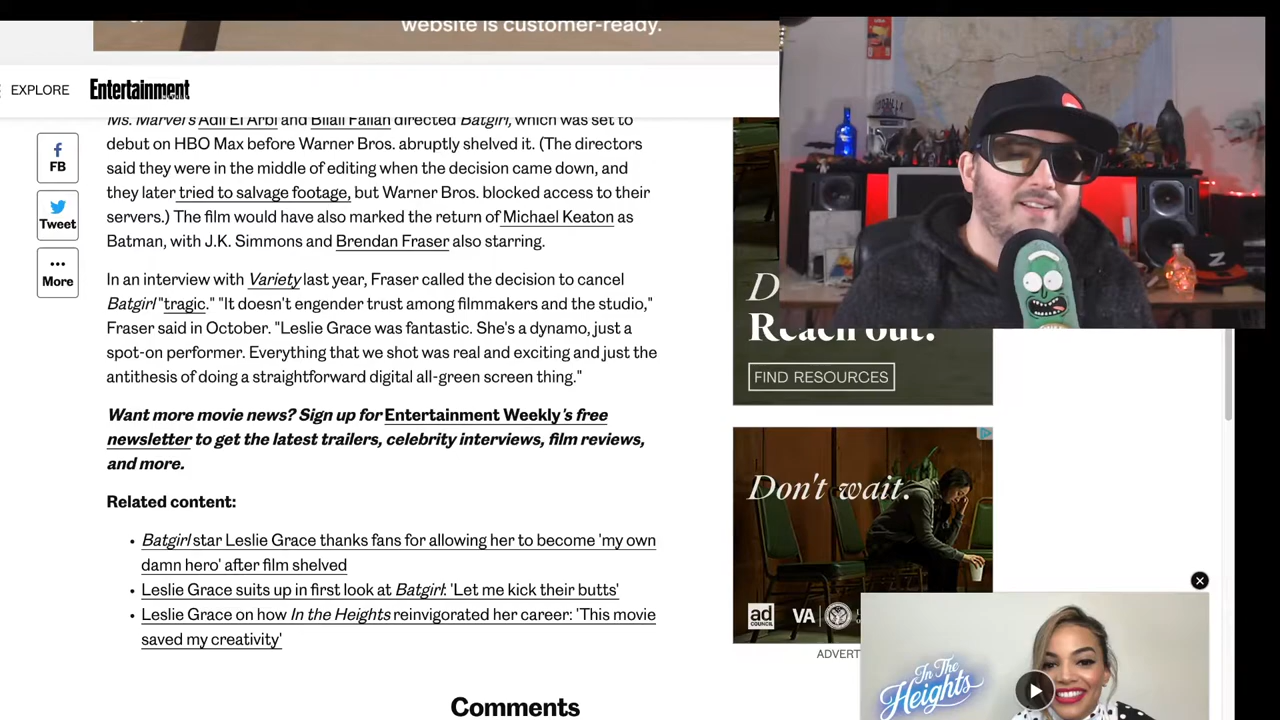 website is customer-ready.
EXPLORE
Entertainment
Ms. Marvel's Adil El Arbi and Bilall Fallah directed Batgirl, which was set to
debut on HBO Max before Warner Bros. abruptly shelved it. (The directors
said they were in the middle of editing when the decision came down, and
they later tried to salvage footage, but Warner Bros. blocked access to their
servers.) The film would have also marked the return of Michael Keaton as
Batman, with J.K. Simmons and Brendan Fraser also starring.
In an interview with Variety last year, Fraser called the decision to cancel
Batgirl "tragic." "It doesn't engender trust among filmmakers and the studio,"
Fraser said in October. "Leslie Grace was fantastic. She's a dynamo, just a
spot-on performer. Everything that we shot was real and exciting and just the
antithesis of doing a straightforward digital all-green screen thing."
Want more movie news? Sign up for Entertainment Weekly's free
newsletter to get the latest trailers, celebrity interviews, film reviews,
and more.
Related content:
• Batgirl star Leslie Grace thanks fans for allowing her to become 'my own
damn hero' after film shelved
• Leslie Grace suits up in first look at Batgirl: 'Let me kick their butts'
• Leslie Grace on how In the Heights reinvigorated her career: 'This movie
saved my creativity'
Comments
FB
Tweet
More
Reach out.
FIND RESOURCES
Don't wait.
ad
COUNCIL
VA
ADVERT
In The
Heights